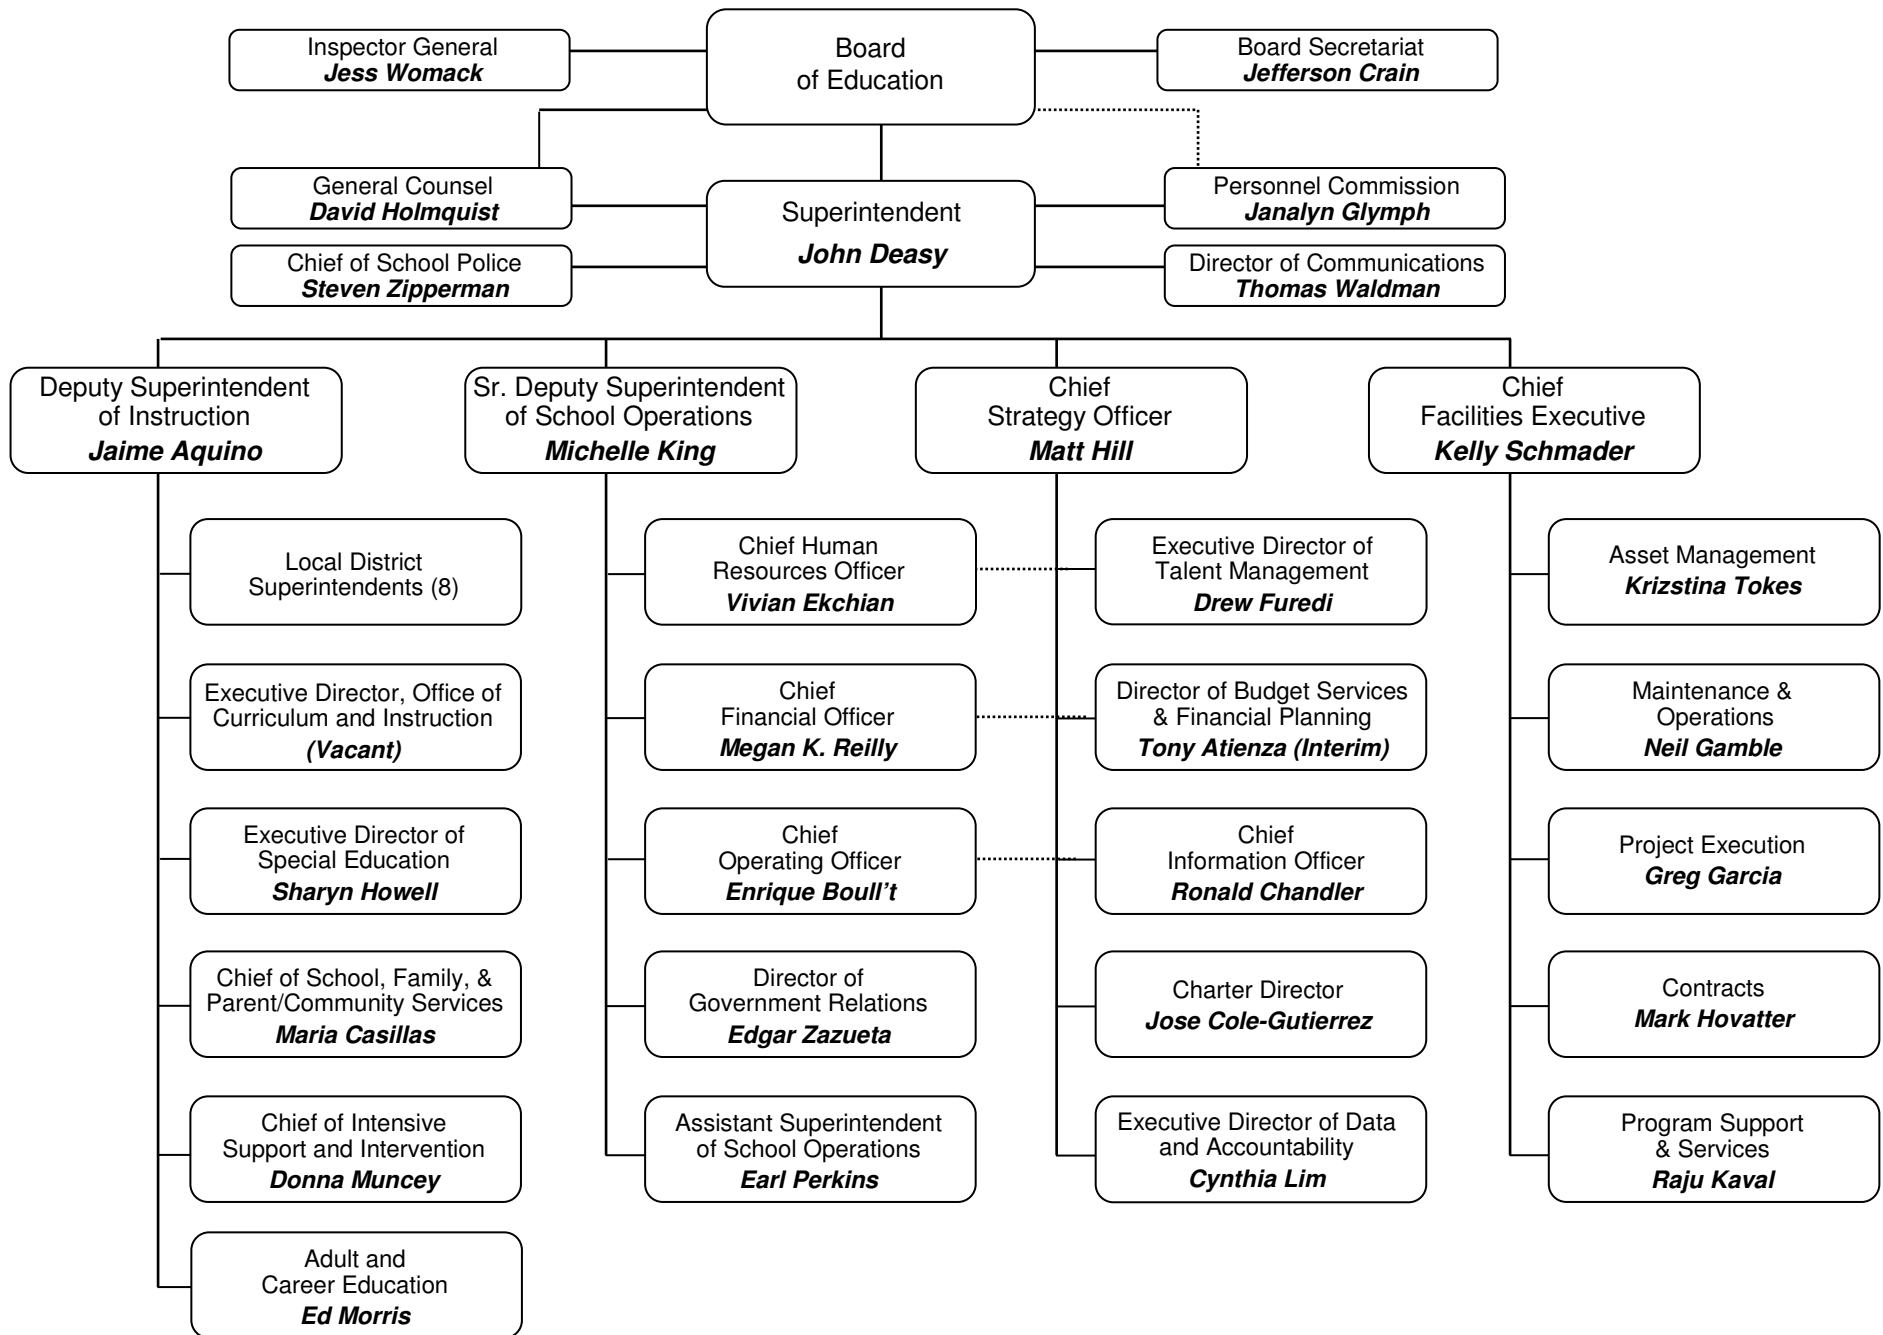 Inspector General
Jess Womack
Board
of Education
Board Secretariat
Jefferson Crain
General Counsel
David Holmquist
Superintendent
John Deasy
Personnel Commission
Janalyn Glymph
Chief of School Police
Steven Zipperman
Director of Communications
Thomas Waldman
Deputy Superintendent
of Instruction
Jaime Aquino
Sr. Deputy Superintendent
of School Operations
Michelle King
Chief
Strategy Officer
Matt Hill
Chief
Facilities Executive
Kelly Schmader
Local District
Superintendents (8)
Executive Director, Office of
Curriculum and Instruction
(Vacant)
Executive Director of
Special Education
Sharyn Howell
Chief of School, Family, &
Parent/Community Services
Maria Casillas
Chief of Intensive
Support and Intervention
Donna Muncey
Adult and
Career Education
Ed Morris
Chief Human
Resources Officer
Vivian Ekchian
Chief
Financial Officer
Megan K. Reilly
Chief
Operating Officer
Enrique Boull’t
Director of
Government Relations
Edgar Zazueta
Assistant Superintendent
of School Operations
Earl Perkins
Executive Director of
Talent Management
Drew Furedi
Director of Budget Services
& Financial Planning
Tony Atienza (Interim)
Chief
Information Officer
Ronald Chandler
Charter Director
Jose Cole-Gutierrez
Executive Director of Data
and Accountability
Cynthia Lim
Asset Management
Krizstina Tokes
Maintenance &
Operations
Neil Gamble
Project Execution
Greg Garcia
Contracts
Mark Hovatter
Program Support
& Services
Raju Kaval